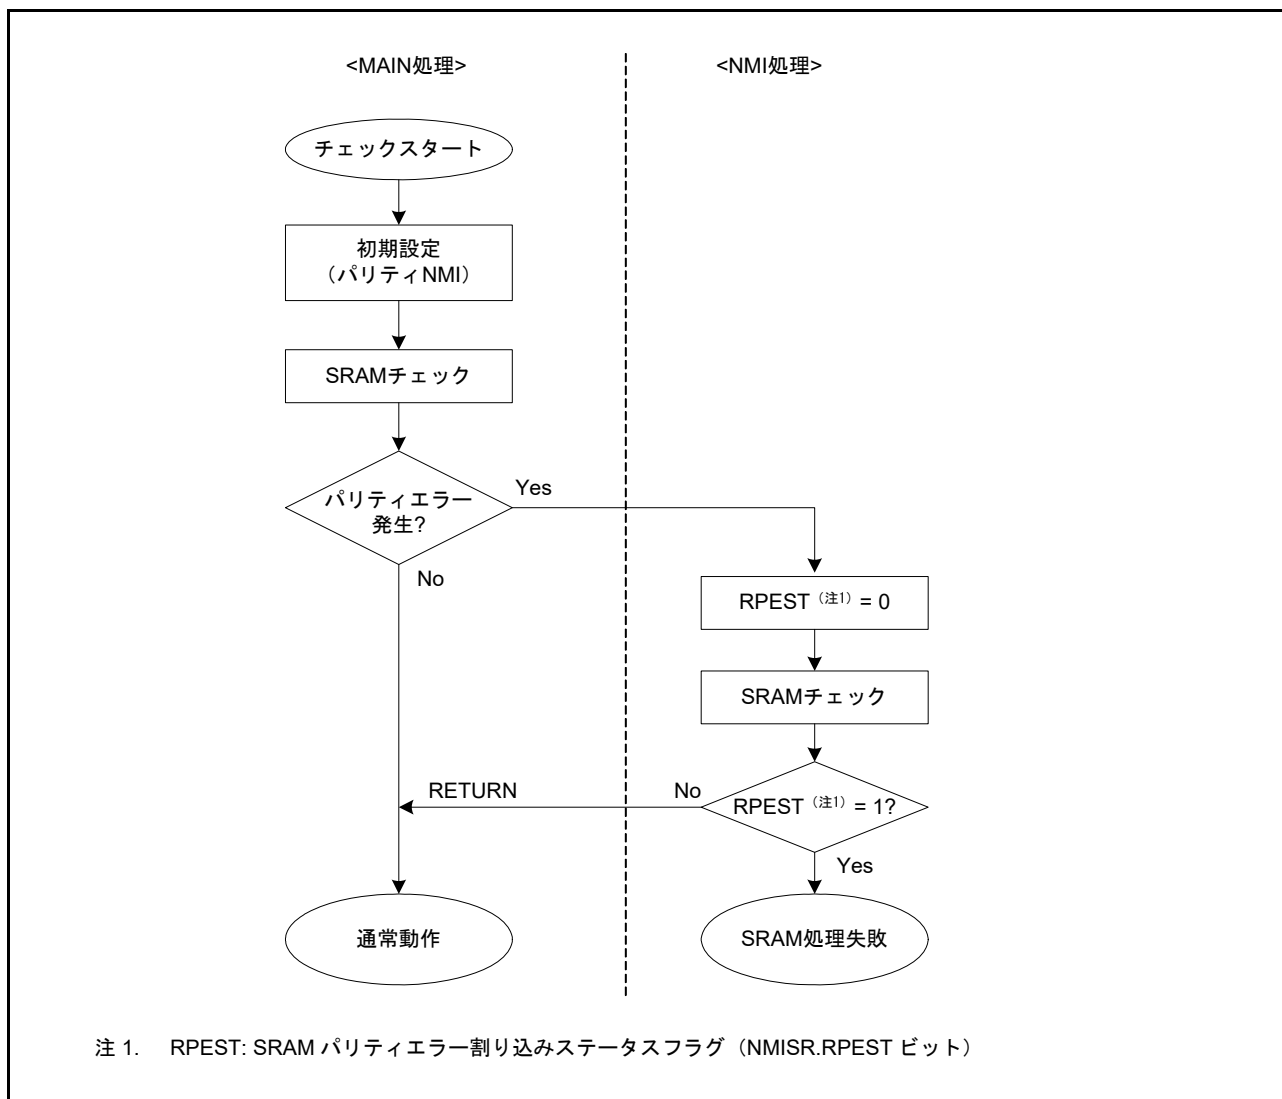 <MAIN処理>
<NMI処理>
チェックスタート
初期設定
（パリティNMI）
SRAMチェック
パリティエラー
発生?
Yes
No
RPEST（注1）= 0
SRAMチェック
RPEST（注1）= 1?
No
RETURN
Yes
通常動作
SRAM処理失敗
注 1. RPEST: SRAM パリティエラー割り込みステータスフラグ（NMISR.RPEST ビット）